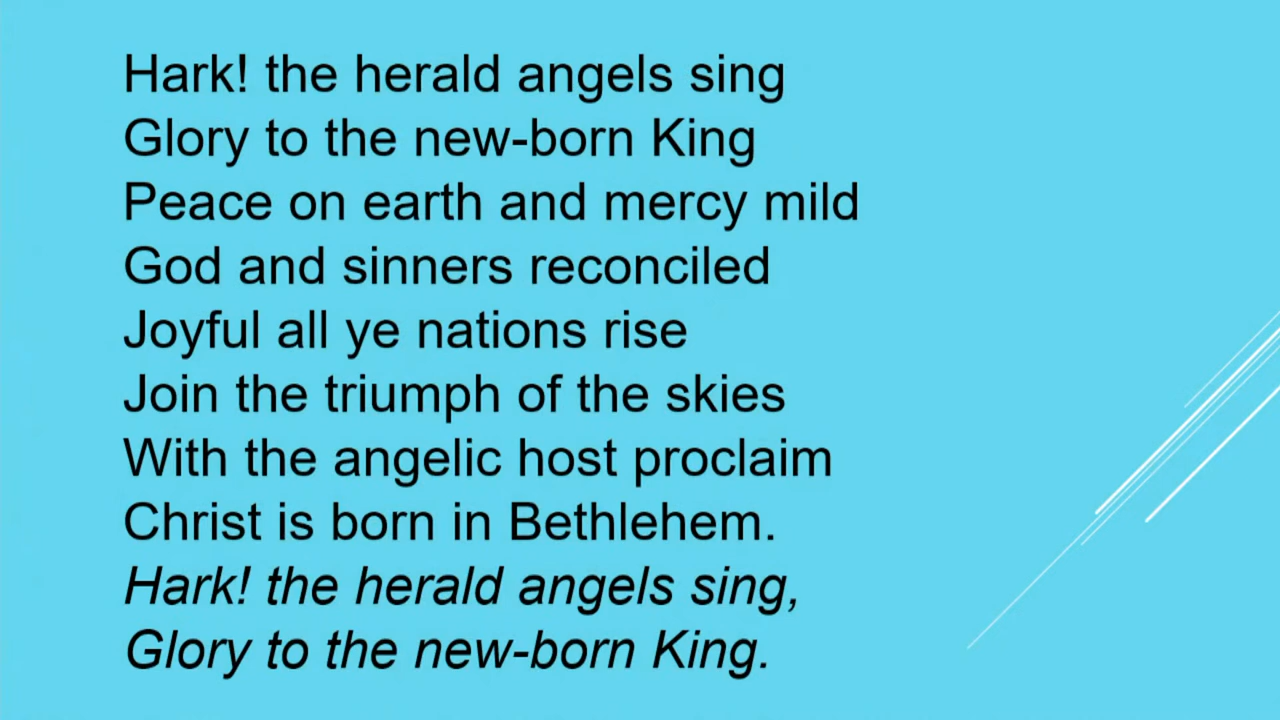 Hark! the herald angels sing
Glory to the new-born King
Peace on earth and mercy mild
God and sinners reconciled
Joyful all ye nations rise
Join the triumph of the skies
With the angelic host proclaim
Christ is born in Bethlehem.
Hark! the herald angels sing,
Glory to the new-born King.